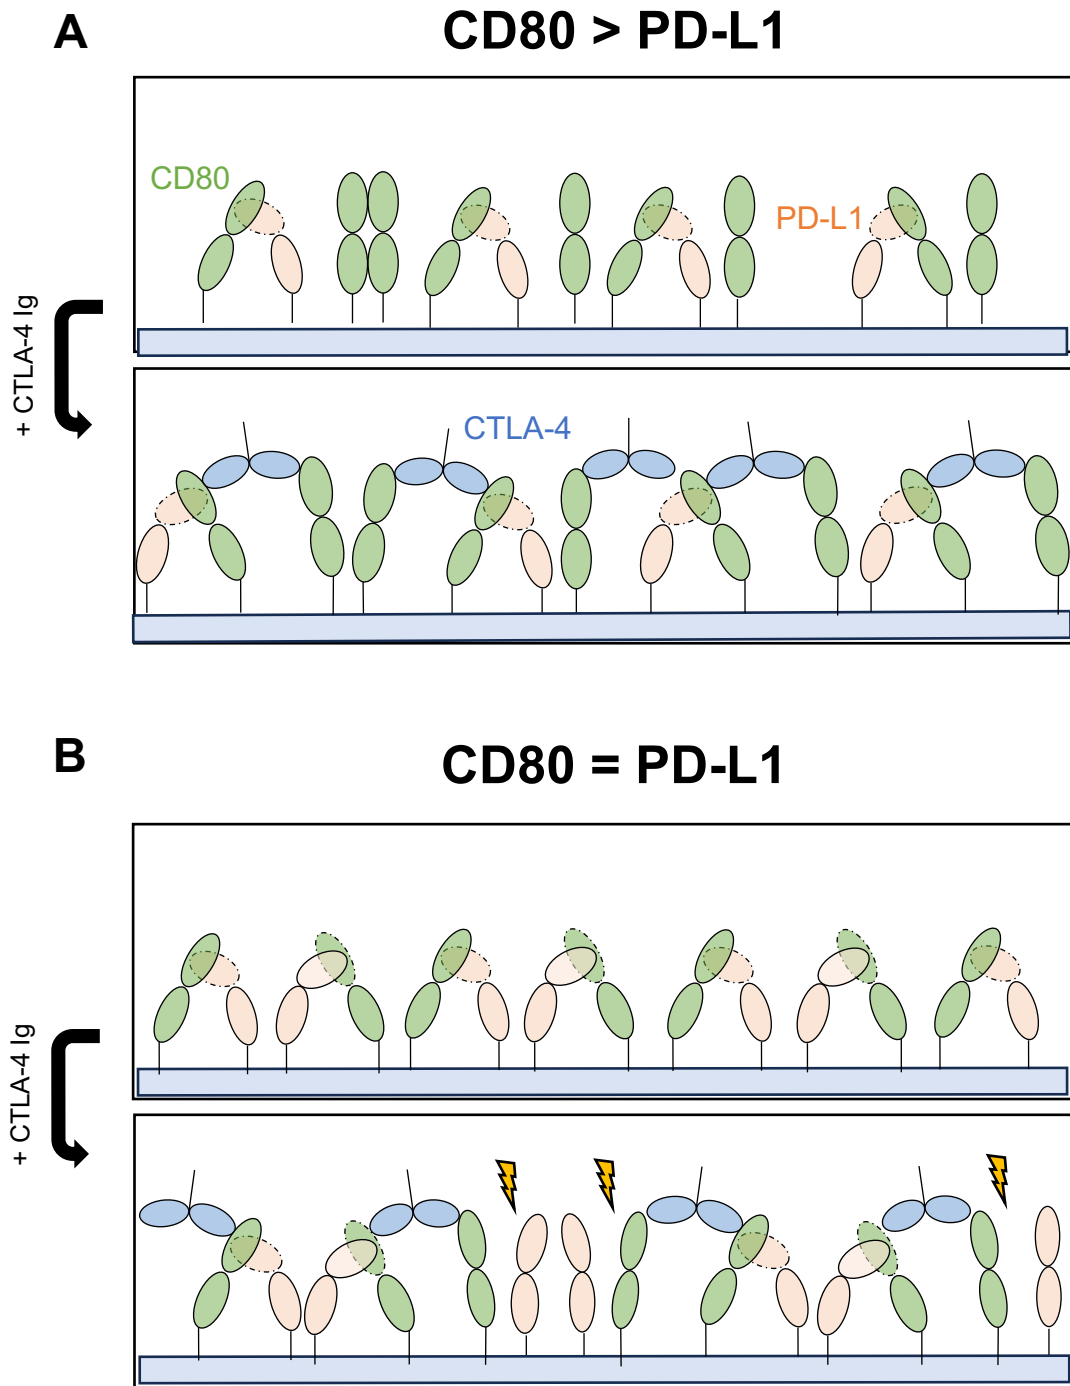 A
CD80 > PD-L1
CD80
PD-L1
+ CTLA-4 Ig
CTLA-4
B
CD80 = PD-L1
+ CTLA-4 Ig